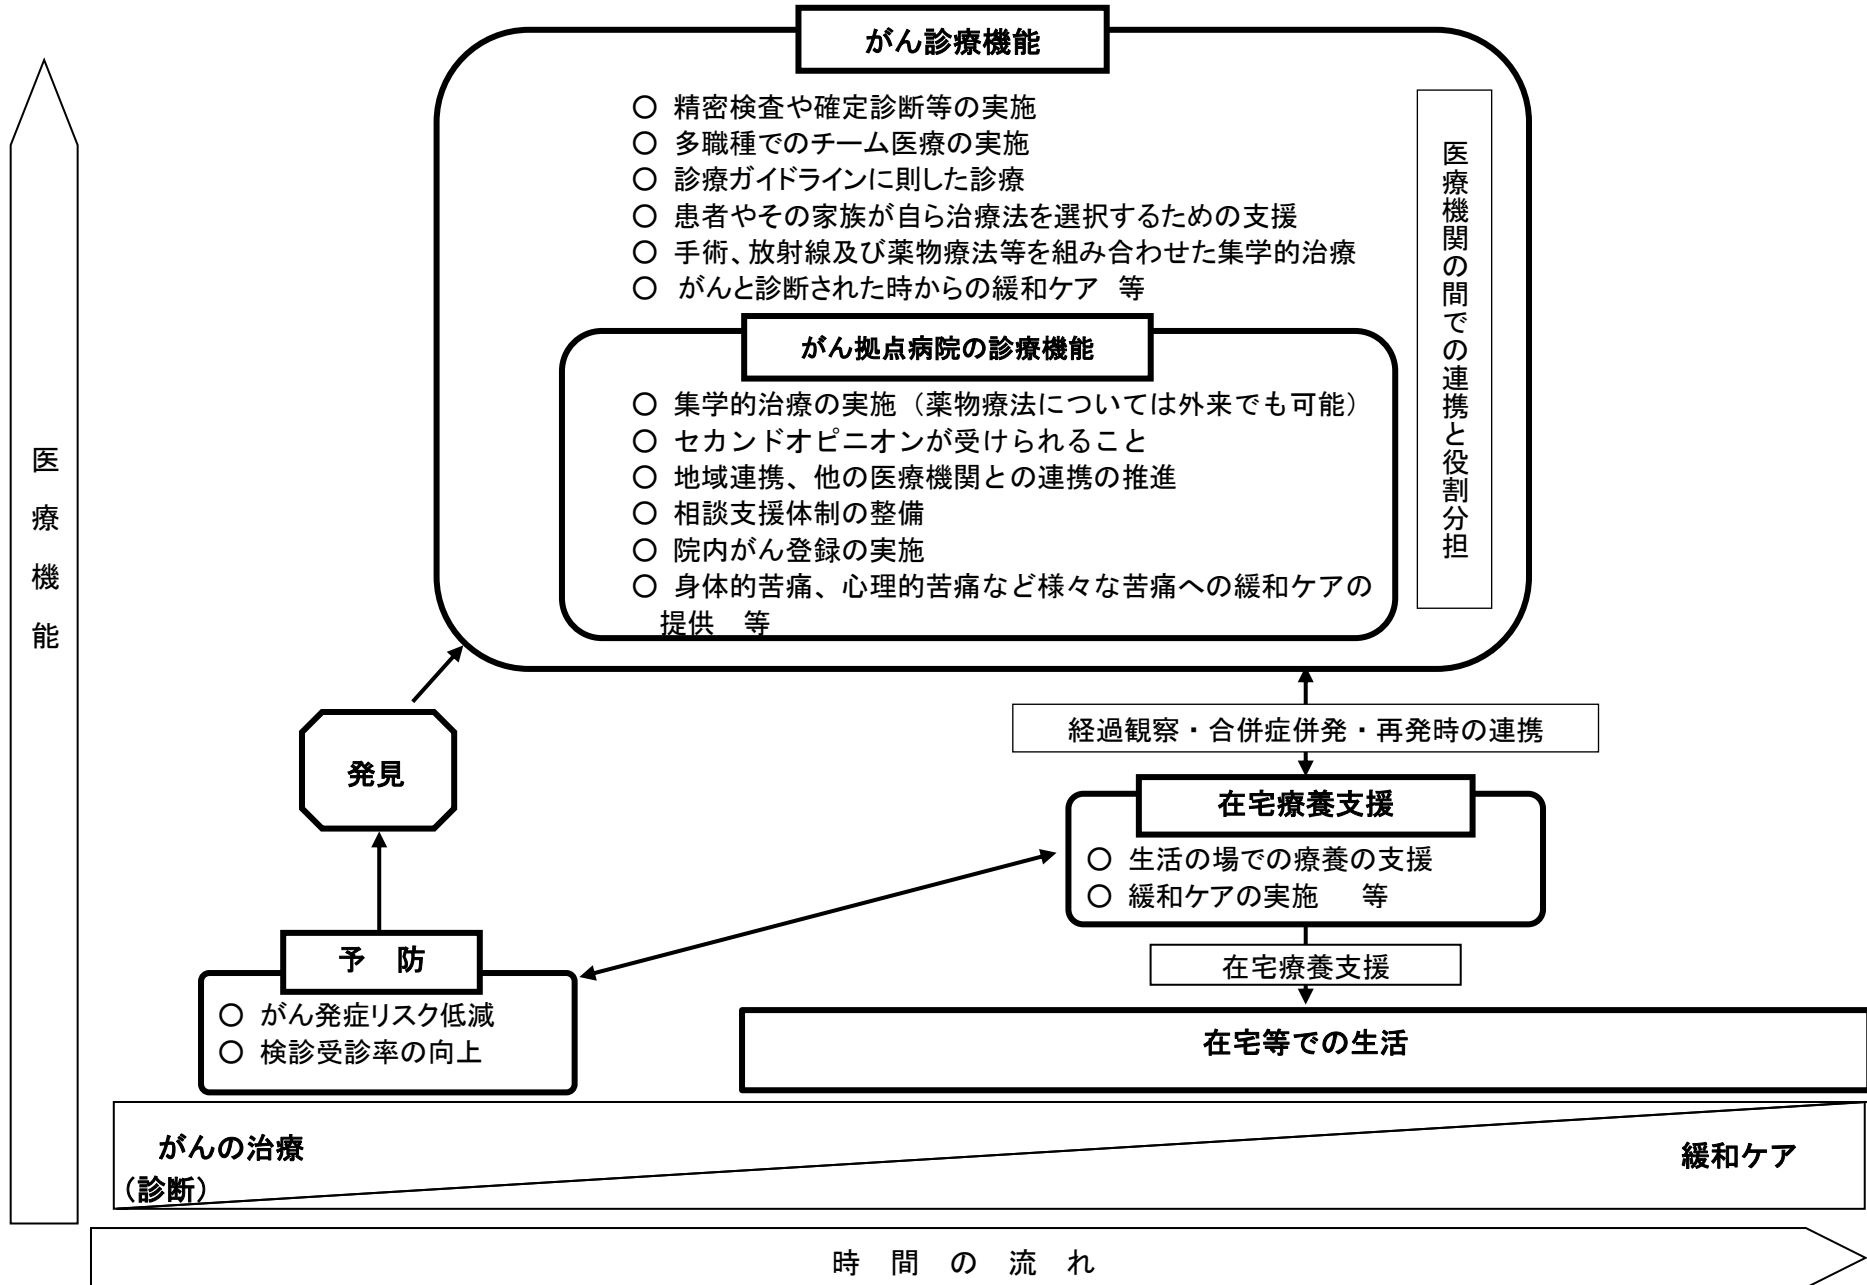 がん診療機能
○ 精密検査や確定診断等の実施
○ 多職種でのチーム医療の実施
○ 診療ガイドラインに則した診療
○ 患者やその家族が自ら治療法を選択するための支援
○ 手術、放射線及び薬物療法等を組み合わせた集学的治療
○ がんと診断された時からの緩和ケア 等
医療機関の間での連携と役割分担
がん拠点病院の診療機能
○ 集学的治療の実施（薬物療法については外来でも可能）
○ セカンドオピニオンが受けられること
○ 地域連携、他の医療機関との連携の推進
○ 相談支援体制の整備
○ 院内がん登録の実施
○ 身体的苦痛、心理的苦痛など様々な苦痛への緩和ケアの
提供 等
医療機能
発見
経過観察・合併症併発・再発時の連携
在宅療養支援
○ 生活の場での療養の支援
○ 緩和ケアの実施 等
予 防
○ がん発症リスク低減
○ 検診受診率の向上
在宅療養支援
在宅等での生活
がんの治療
（診断）
緩和ケア
時 間 の 流 れ